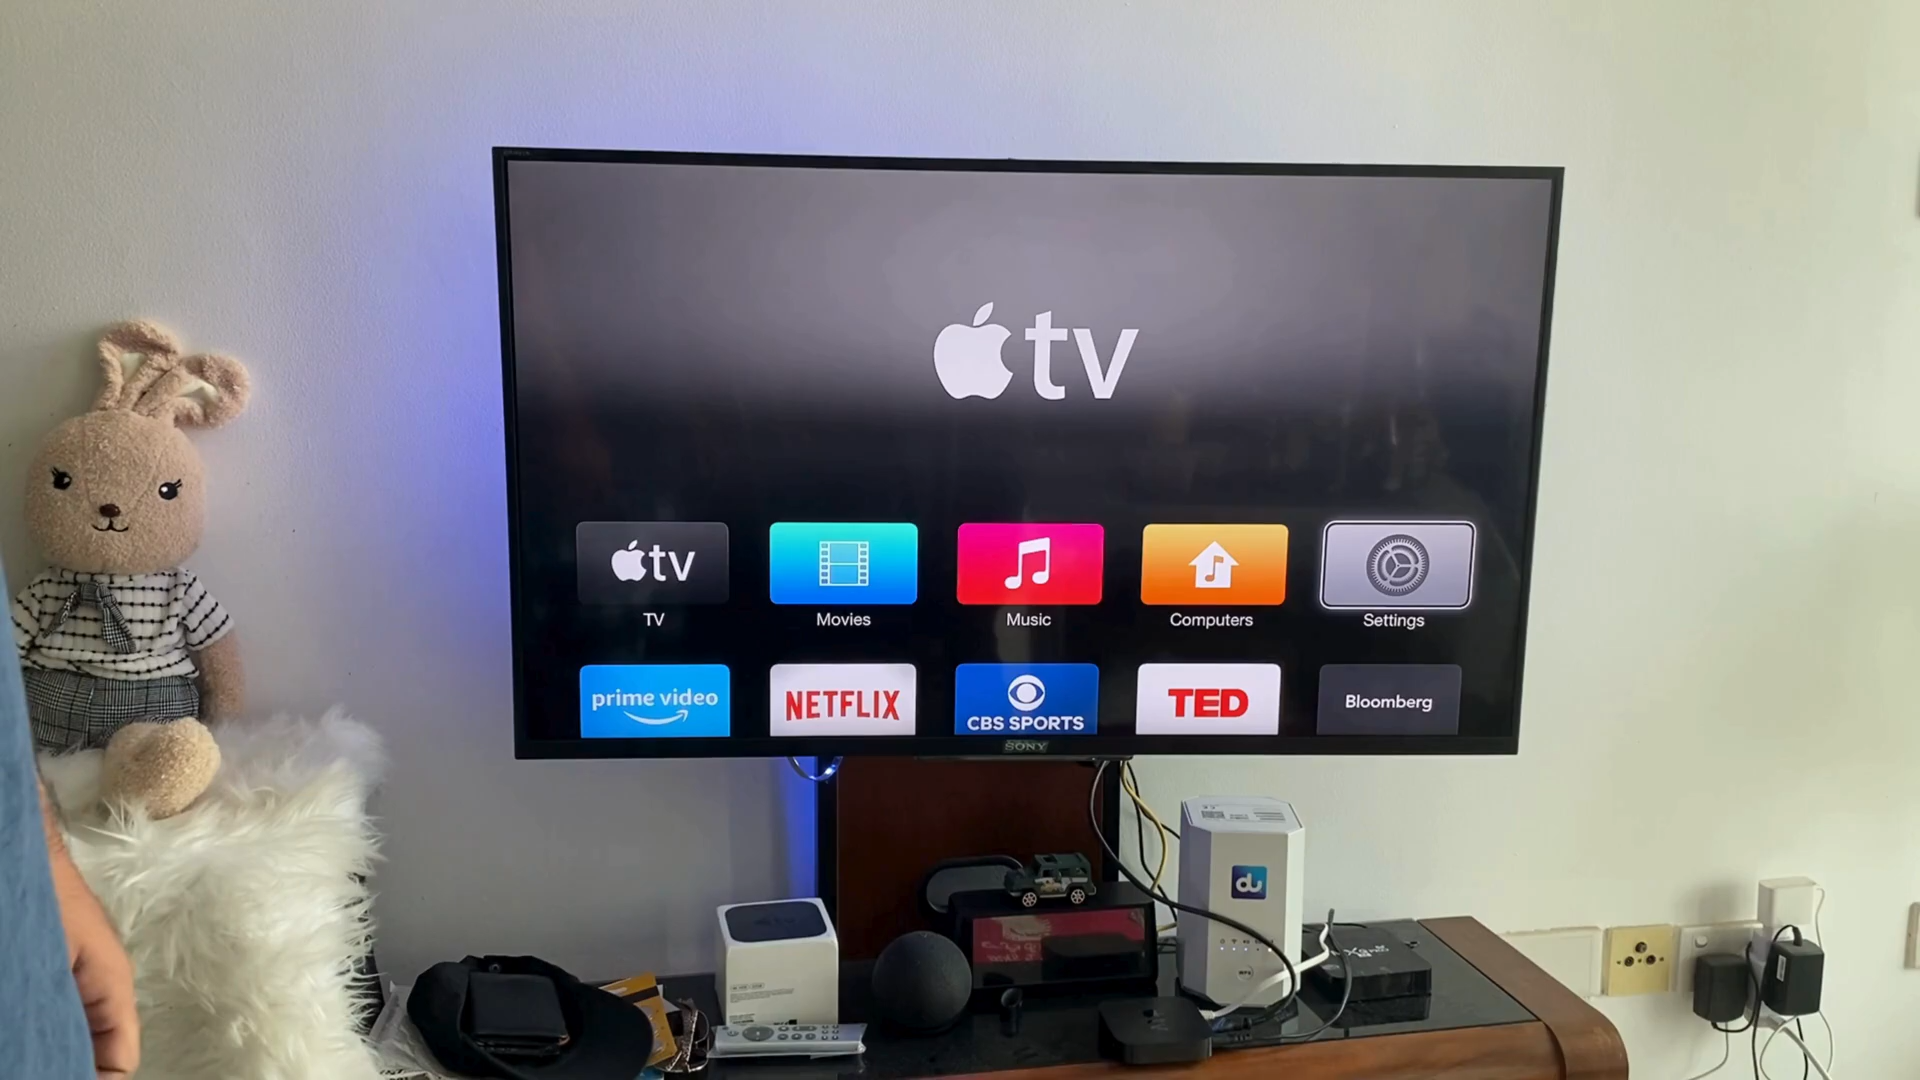 tv
tv
TV
Movies
Music
Computers
Settings
prime video
NETFLIX
CBS SPORTS
TED
Bloomberg
SONY
du